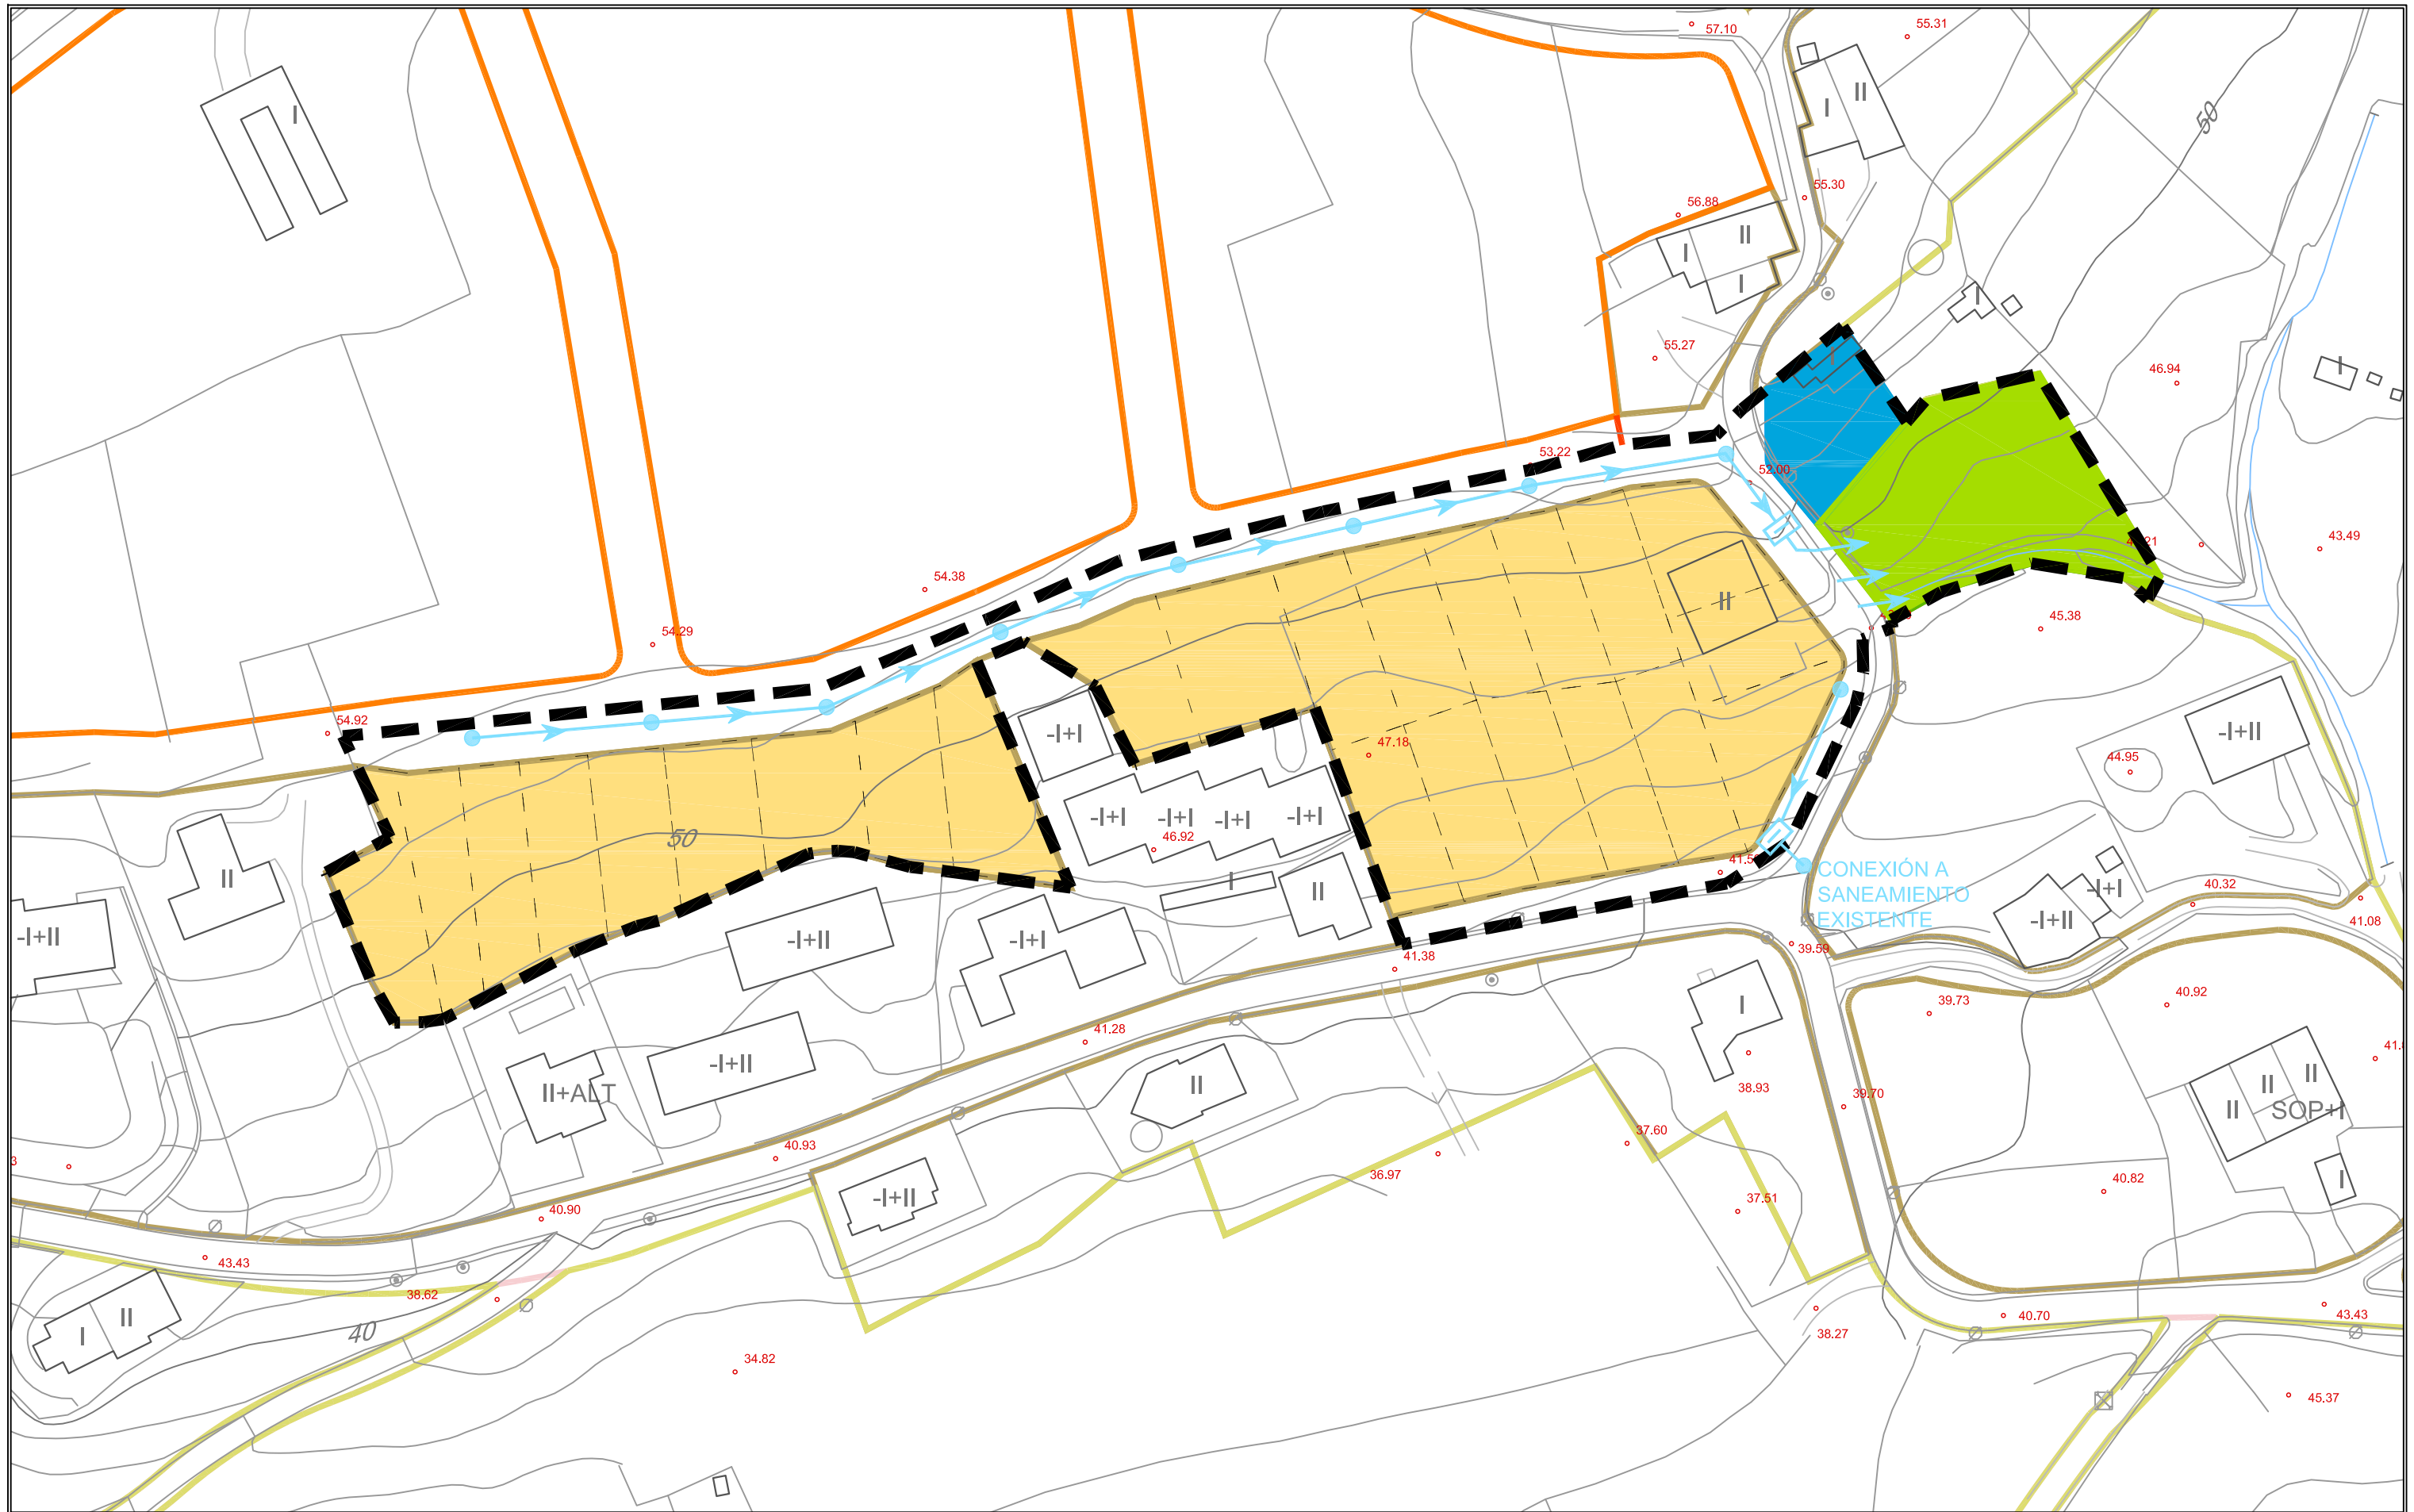 57.10
55.31
I
II
I
50
55.30
56.88
II
I
I
I
55.27
46.94
I
53.22
52.00
43.49
54.38
II
45.38
54.29
54.92
-I+I
47.18
-I+II
44.95
50
-I+I
-I+I
-I+I
-I+I
46.92
II
I
II
CONEXIÓN A
SANEAMIENTO
EXISTENTE
-I+I
40.32
41.08
-I+II
-I+II
-I+I
-I+II
39.59
41.38
I
39.73
40.92
41.28
-I+II
II+ALT
II
38.93
39.70
II
II
II
SOP+I
40.93
37.60
36.97
-I+II
37.51
40.82
I
40.90
43.43
38.62
I
II
40
38.27
40.70
43.43
34.82
45.37